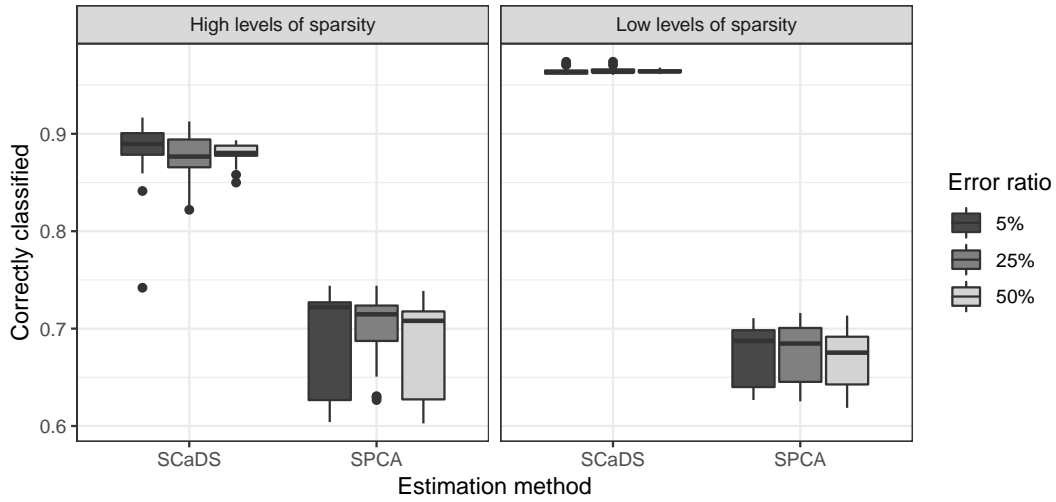 High levels of sparsity
Low levels of sparsity
Correctly classified
0.9
0.8
0.7
0.6
SCaDS
SPCA
SCaDS
SPCA
Estimation method
Error ratio
5%
25%
50%